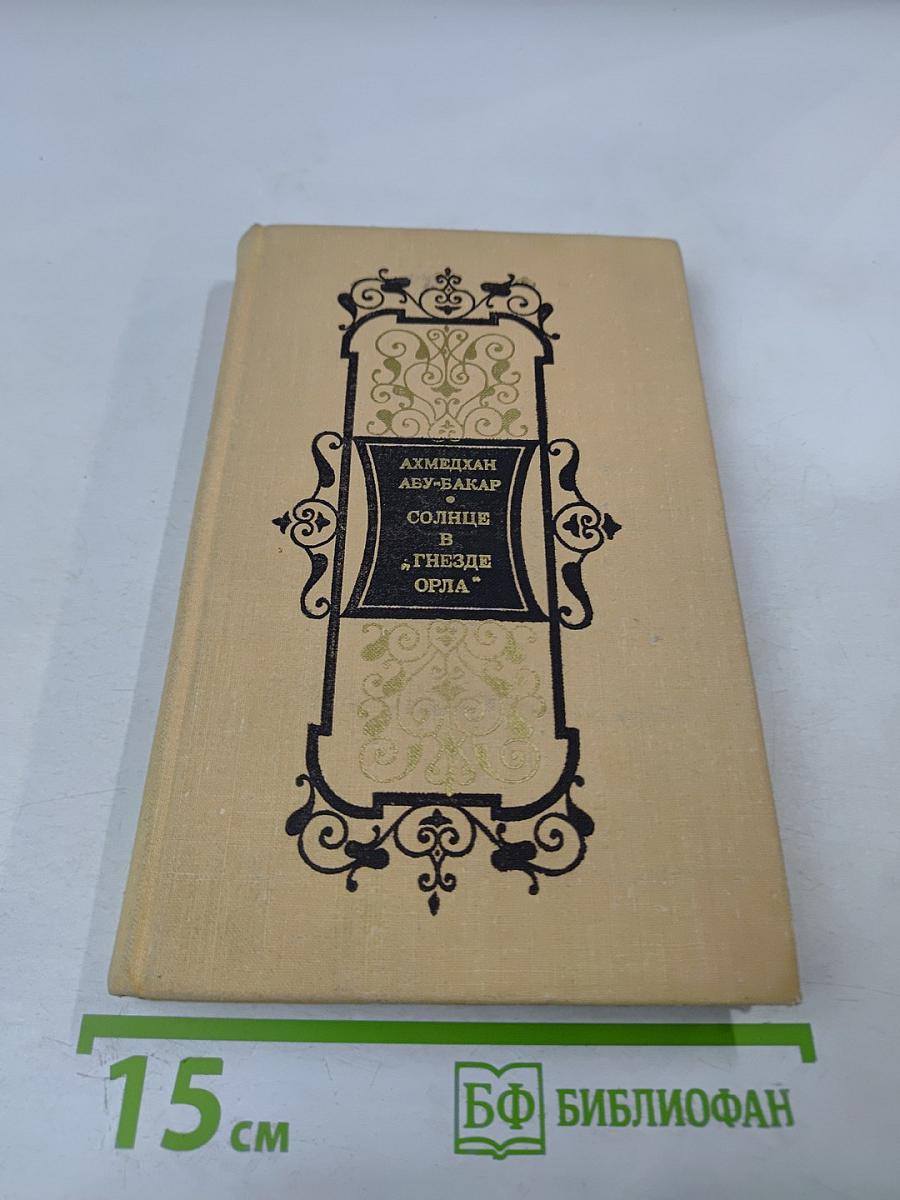 АХМЕДХАН
АБУ-БАКАР
•
СОЛНЦЕ
В
„ГНЕЗДЕ
ОРЛА“
15 см
БФ БИБЛИОФАН